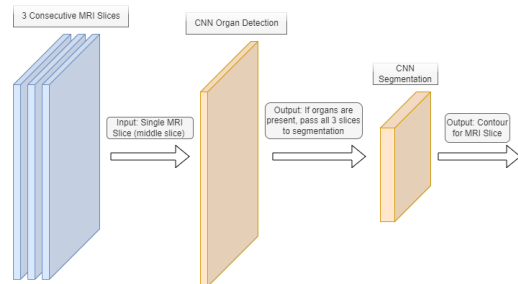 3 Consecutive MRI Slices
CNN Organ Detection
CNN
Segmentation
Input: Single MRI
Slice (middle slice)
Output: If organs are
present, pass all 3 slices
to segmentation
Output: Contour
for MRI Slice